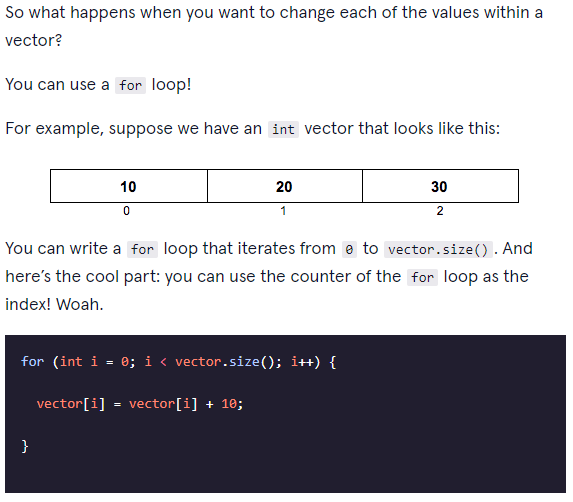 So what happens when you want to change each of the values within a
vector?
You can use a for loop!
For example, suppose we have an int vector that looks like this:
10 20 30
0 1 2
You can write a for loop that iterates from 0 to vector.size(). And
here’s the cool part: you can use the counter of the for loop as the
index! Woah.
for (int i = 0; i < vector.size(); i++) {
vector[i] = vector[i] + 10;
}